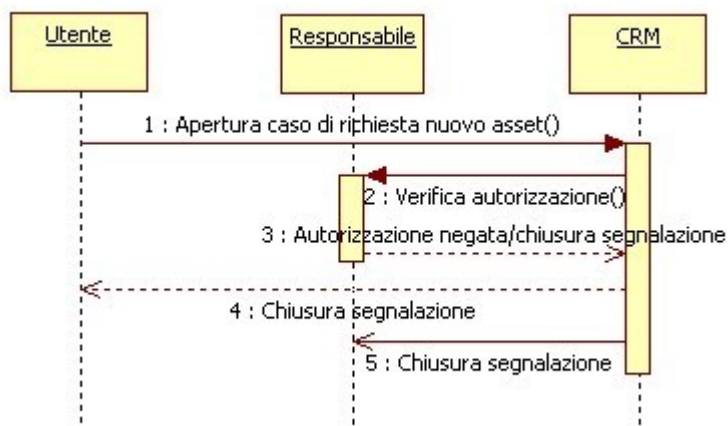 Utente
Responsabile
CRM
1 : Apertura caso di richiesta nuovo asset()
2 : Verifica autorizzazione()
3 : Autorizzazione negata/chiusura segnalazione
4 : Chiusura segnalazione
5 : Chiusura segnalazione